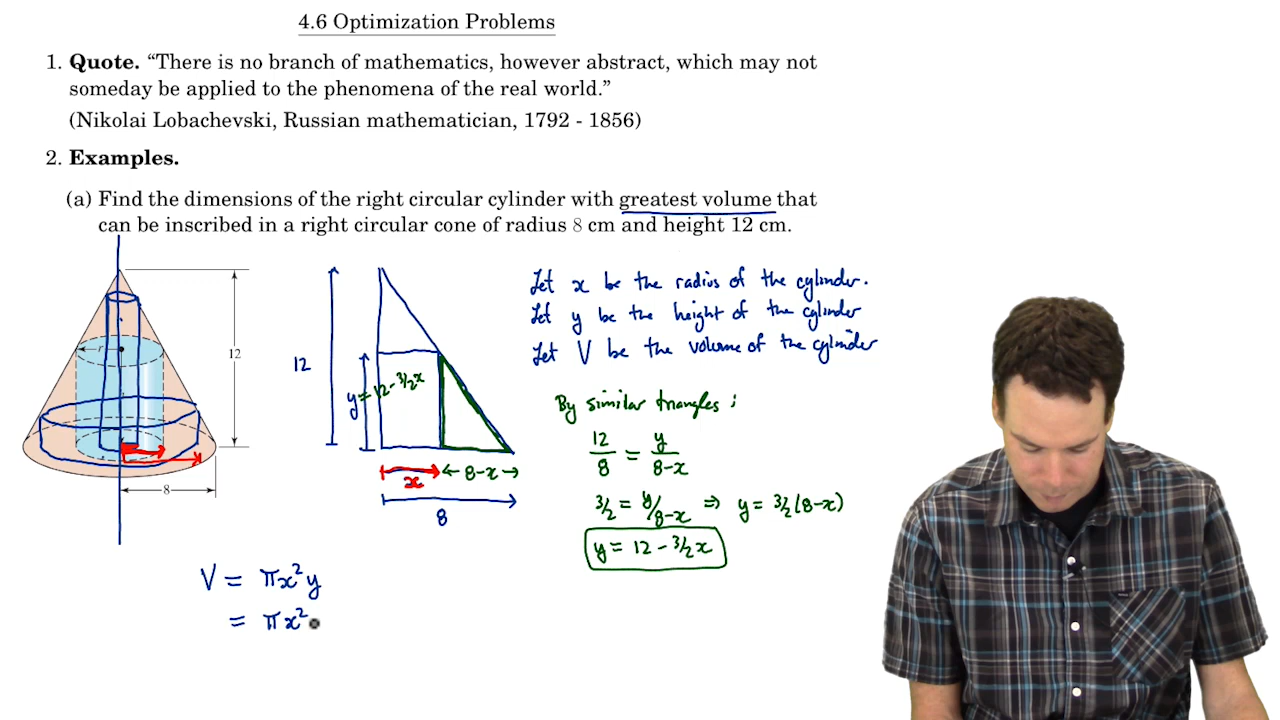 4.6 Optimization Problems
1. Quote. “There is no branch of mathematics, however abstract, which may not
someday be applied to the phenomena of the real world.”
(Nikolai Lobachevski, Russian mathematician, 1792 - 1856)
2. Examples.
(a) Find the dimensions of the right circular cylinder with greatest volume that
can be inscribed in a right circular cone of radius 8 cm and height 12 cm.
r
12
8
12
y = 12 - 3/2 x
x
8-x
8
Let x be the radius of the cylinder.
Let y be the height of the cylinder
Let V be the volume of the cylinder
By similar triangles:
12/8 = y/8-x
3/2 = y/8-x ⇒ y = 3/2(8-x)
y = 12 - 3/2 x
V = πx²y
= πx²